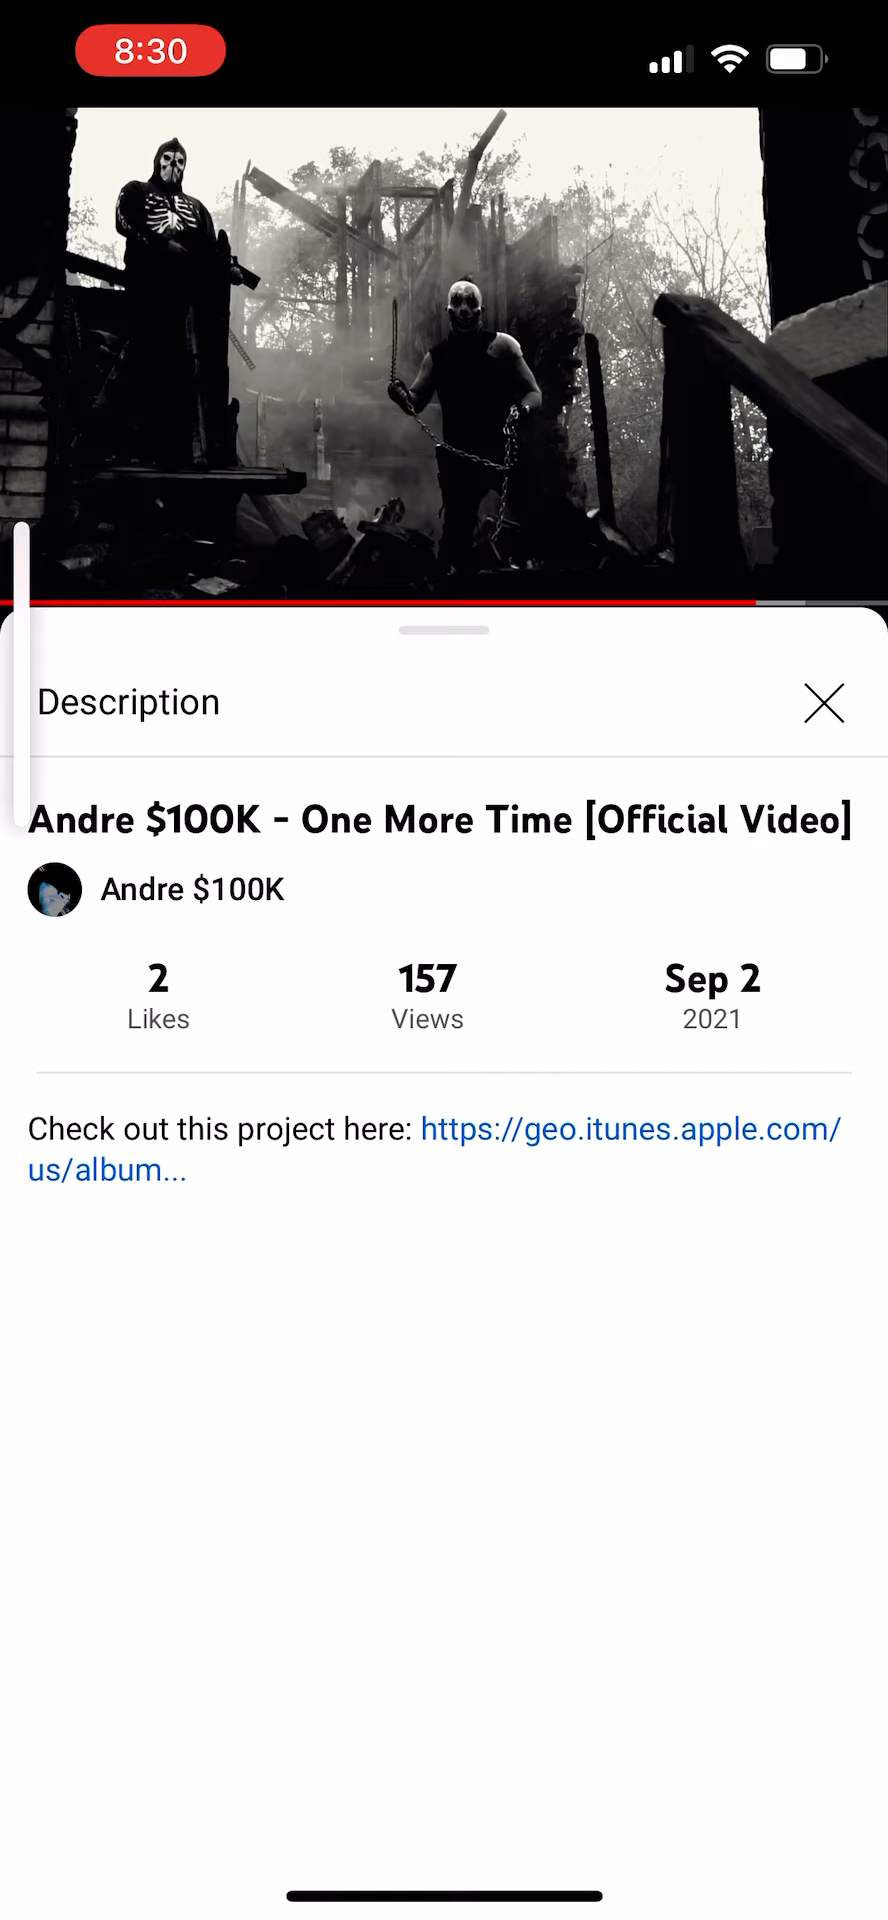 8:30
Description
Andre $100K - One More Time [Official Video]
Andre $100K
2
Likes
157
Views
Sep 2
2021
Check out this project here: https://geo.itunes.apple.com/
us/album...